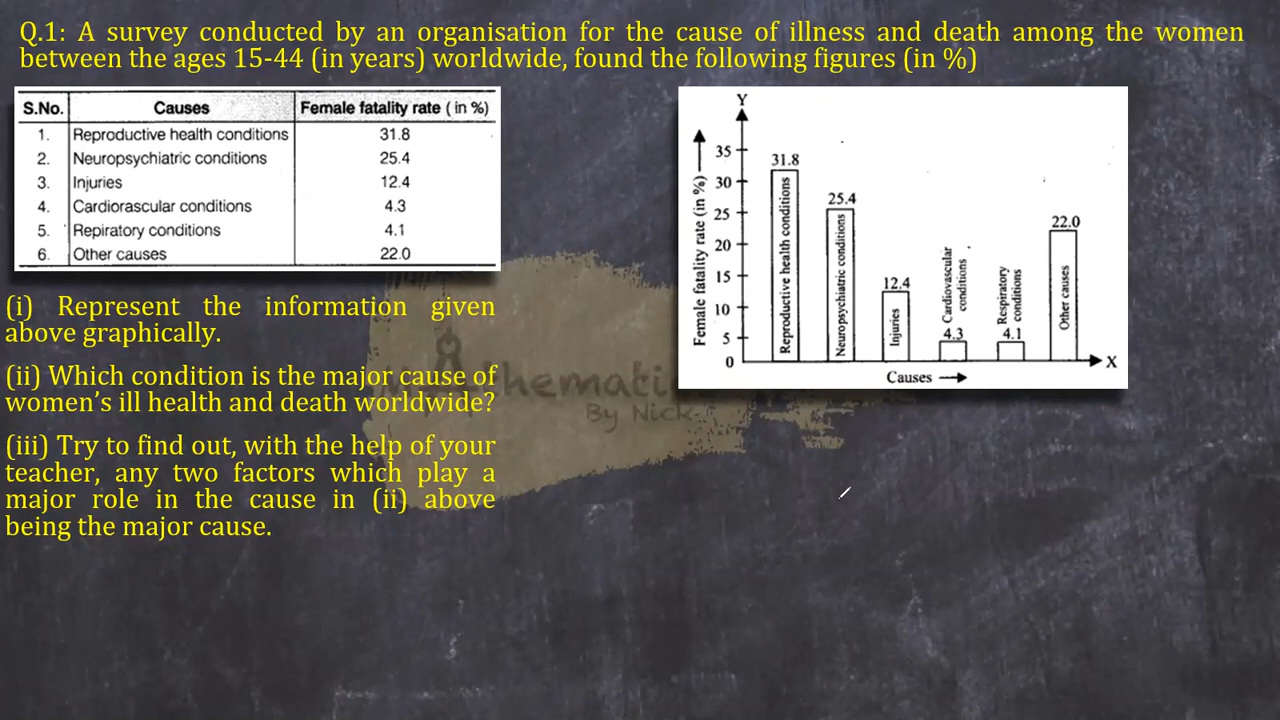 Q.1: A survey conducted by an organisation for the cause of illness and death among the women
between the ages 15-44 (in years) worldwide, found the following figures (in %)
S.No. Causes Female fatality rate ( in %)
1. Reproductive health conditions 31.8
2. Neuropsychiatric conditions 25.4
3. Injuries 12.4
4. Cardiorascular conditions 4.3
5. Repiratory conditions 4.1
6. Other causes 22.0
(i) Represent the information given
above graphically.
(ii) Which condition is the major cause of
women’s ill health and death worldwide?
(iii) Try to find out, with the help of your
teacher, any two factors which play a
major role in the cause in (ii) above
being the major cause.
Y
Female fatality rate (in %)
35
30
25
20
15
10
5
0
31.8
Reproductive health conditions
25.4
Neuropsychiatric conditions
12.4
Injuries
Cardiovascular
conditions
4.3
Respiratory
conditions
4.1
22.0
Other causes
X
Causes
By Nick